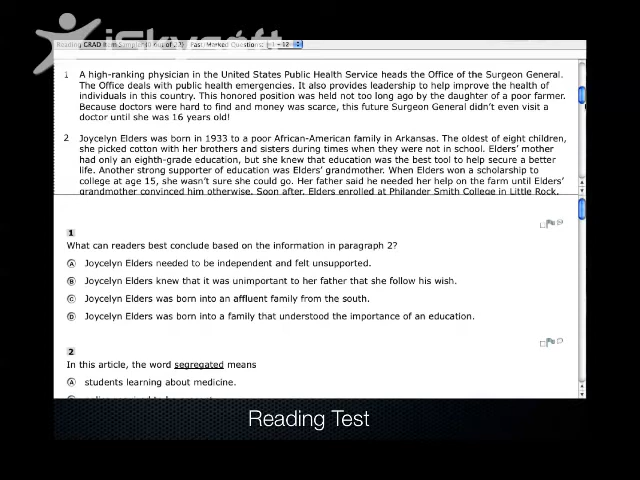 iSkysoft
Reading GRAD Item Sampler
Past/Marked Questions: 1 - 12
1 A high-ranking physician in the United States Public Health Service heads the Office of the Surgeon General.
The Office deals with public health emergencies. It also provides leadership to help improve the health of
individuals in this country. This honored position was held not too long ago by the daughter of a poor farmer.
Because doctors were hard to find and money was scarce, this future Surgeon General didn't even visit a
doctor until she was 16 years old!
2 Joycelyn Elders was born in 1933 to a poor African-American family in Arkansas. The oldest of eight children,
she picked cotton with her brothers and sisters during times when they were not in school. Elders' mother
had only an eighth-grade education, but she knew that education was the best tool to help secure a better
life. Another strong supporter of education was Elders' grandmother. When Elders won a scholarship to
college at age 15, she wasn't sure she could go. Her father said he needed her help on the farm until Elders'
grandmother convinced him otherwise. Soon after, Elders enrolled at Philander Smith College in Little Rock.
1
What can readers best conclude based on the information in paragraph 2?
A Joycelyn Elders needed to be independent and felt unsupported.
B Joycelyn Elders knew that it was unimportant to her father that she follow his wish.
C Joycelyn Elders was born into an affluent family from the south.
D Joycelyn Elders was born into a family that understood the importance of an education.
2
In this article, the word segregated means
A students learning about medicine.
Reading Test